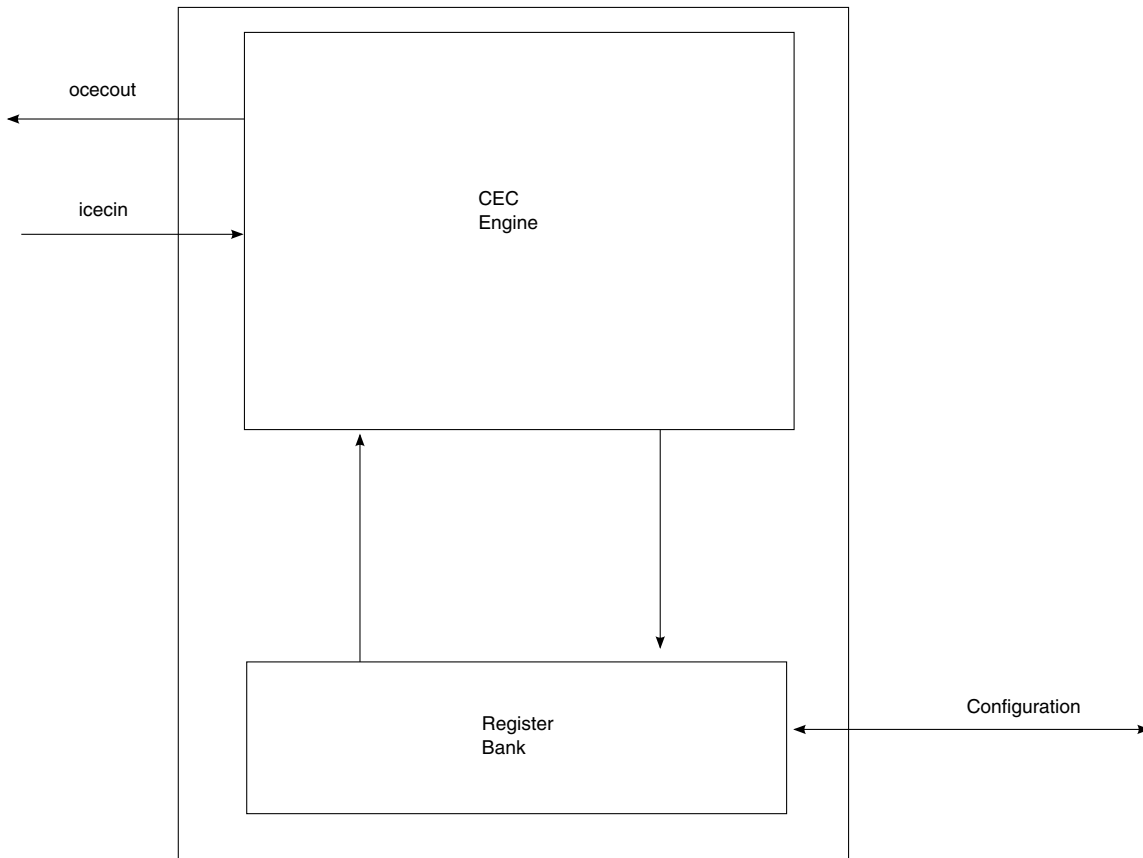 ocecout
icecin
CEC
Engine
Register
Bank
Configuration